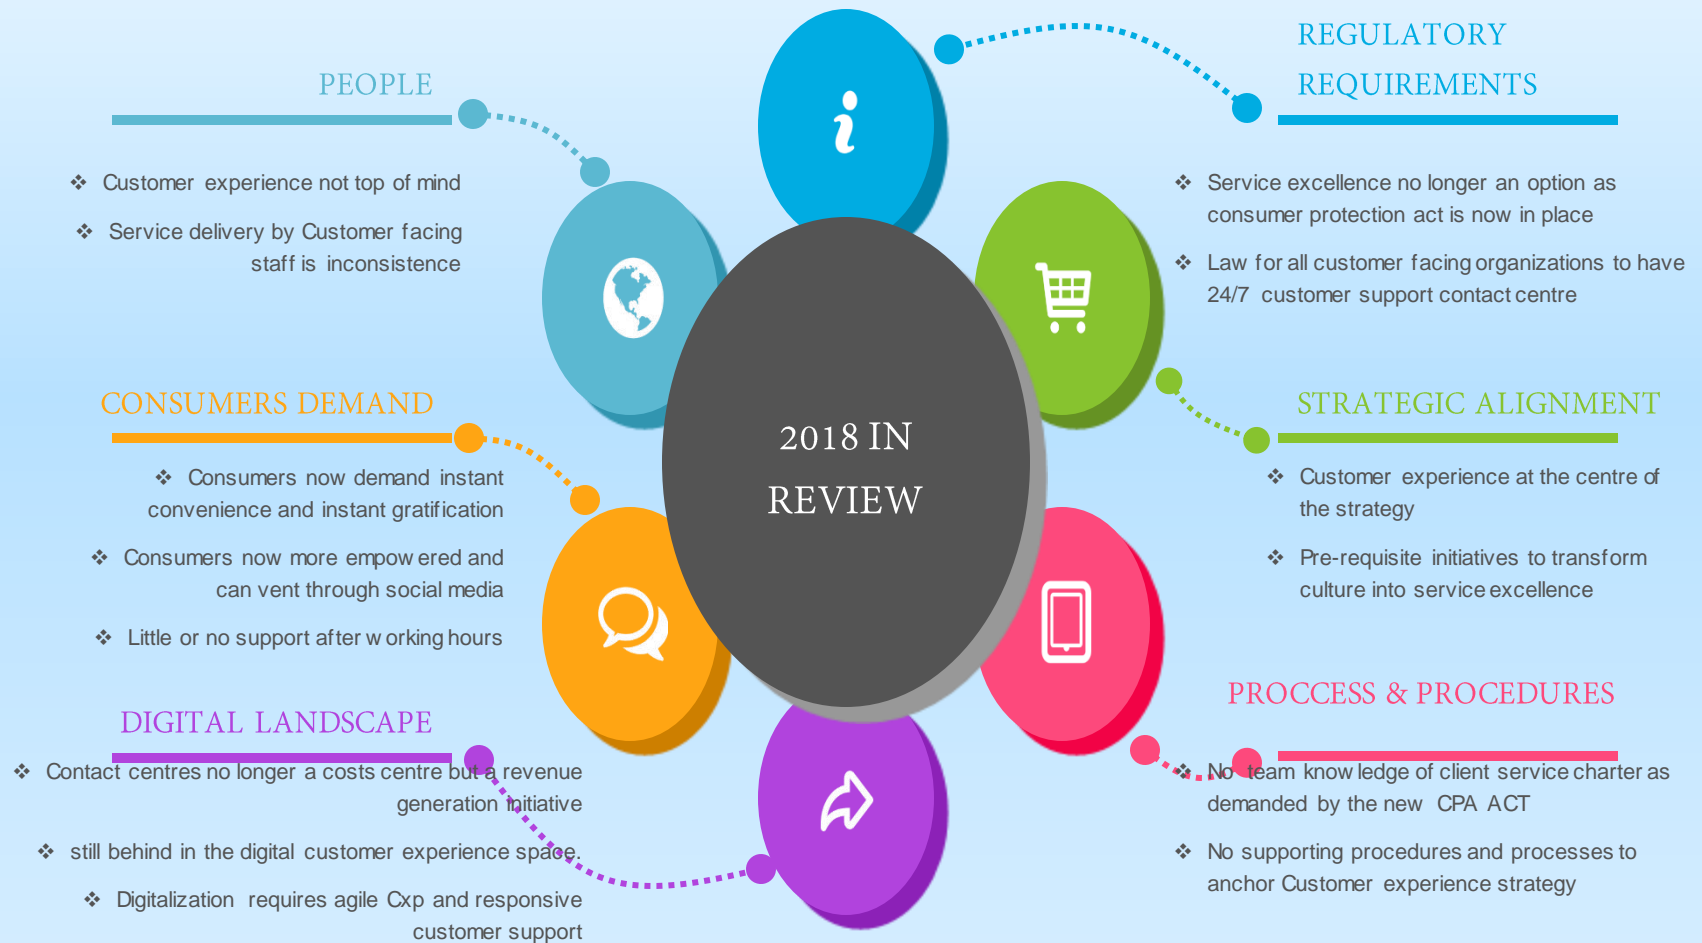 PEOPLE
❖ Customer experience not top of mind
❖ Service delivery by Customer facing
staff is inconsistence
CONSUMERS DEMAND
❖ Consumers now demand instant
convenience and instant gratification
❖ Consumers now more empowered and
can vent through social media
❖ Little or no support after working hours
DIGITAL LANDSCAPE
❖ Contact centres no longer a costs centre but a revenue
generation initiative
❖ still behind in the digital customer experience space.
❖ Digitalization requires agile Cxp and responsive
customer support
2018 IN
REVIEW
REGULATORY
REQUIREMENTS
❖ Service excellence no longer an option as
consumer protection act is now in place
❖ Law for all customer facing organizations to have
24/7 customer support contact centre
STRATEGIC ALIGNMENT
❖ Customer experience at the centre of
the strategy
❖ Pre-requisite initiatives to transform
culture into service excellence
PROCCESS & PROCEDURES
❖ No team knowledge of client service charter as
demanded by the new CPA ACT
❖ No supporting procedures and processes to
anchor Customer experience strategy